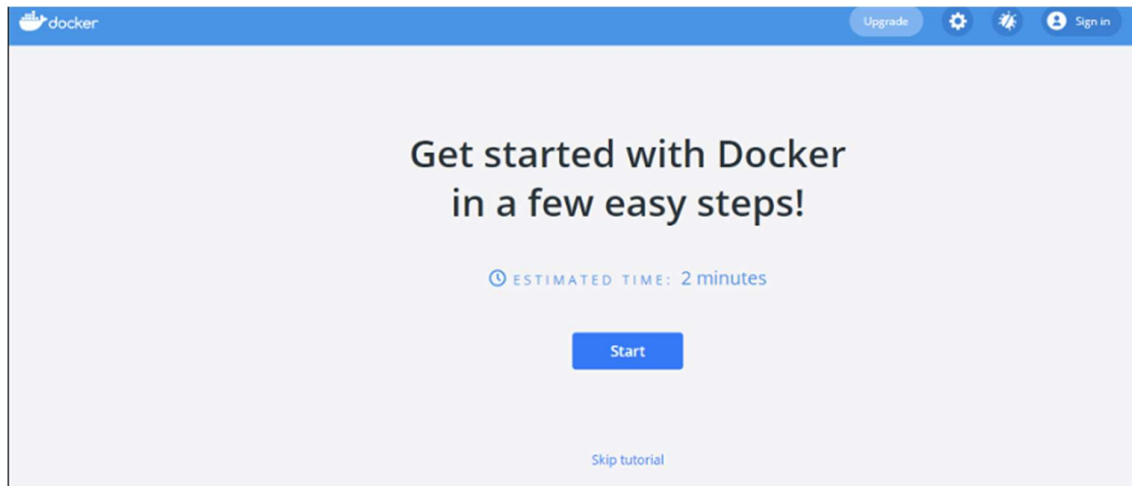 docker
Upgrade
Sign in
Get started with Docker
in a few easy steps!
ESTIMATED TIME: 2 minutes
Start
Skip tutorial